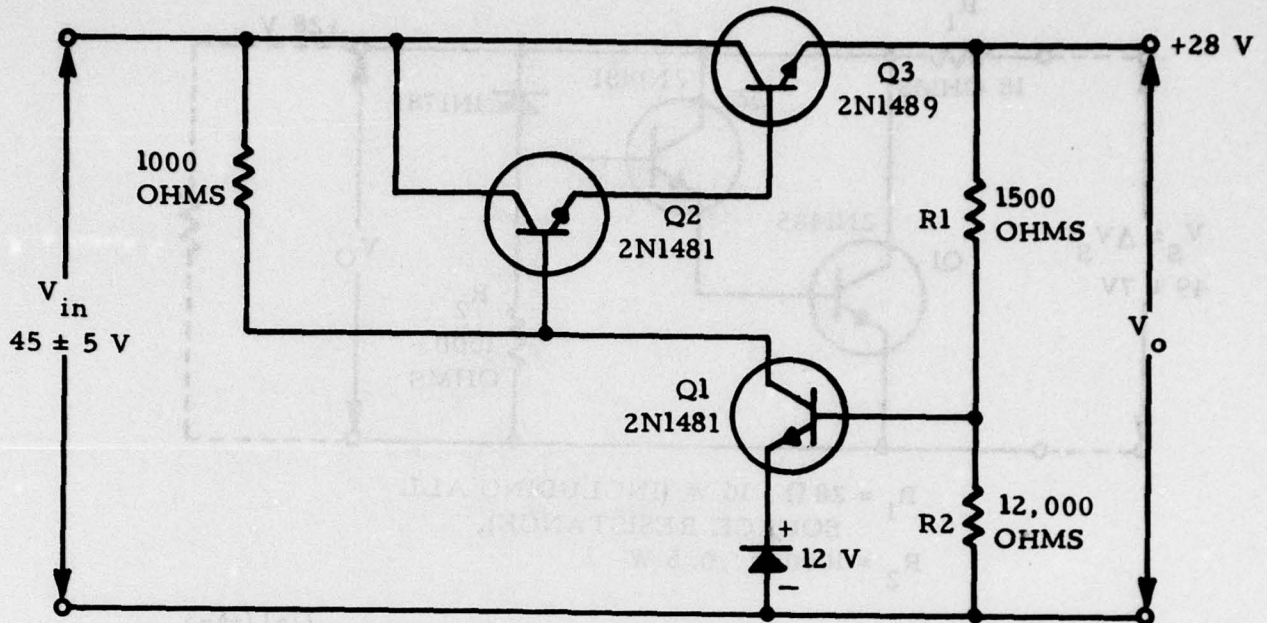 +28 V
Q3
2N1489
1000
OHMS
Q2
2N1481
R1
1500
OHMS
V in
45 ± 5 V
V o
Q1
2N1481
R2
12,000
OHMS
+
12 V
-